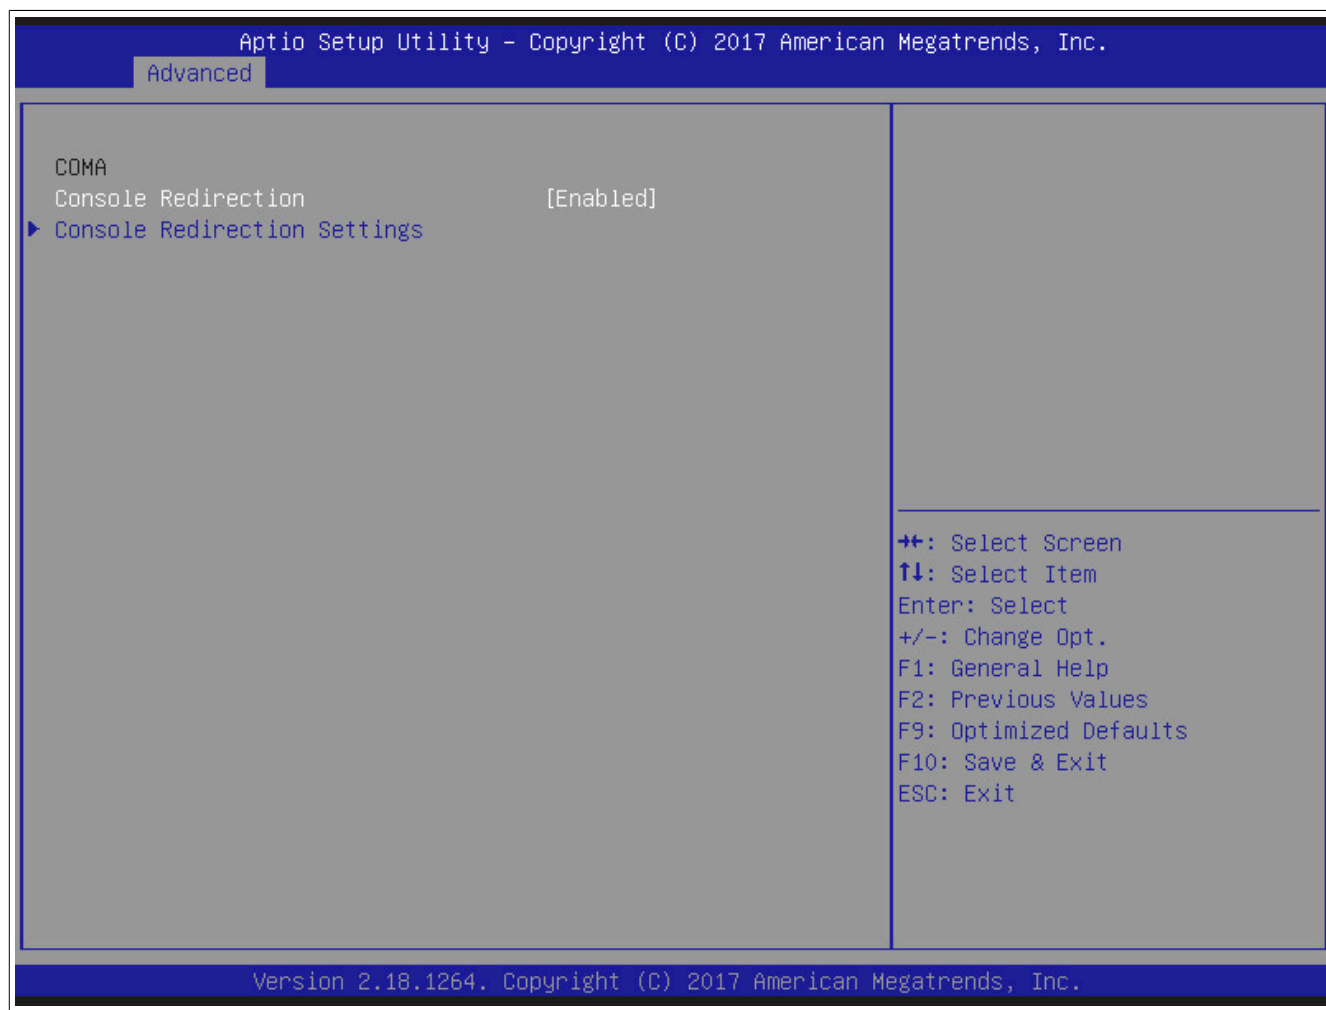 Aptio Setup Utility – Copyright (C) 2017 American Megatrends, Inc.
Advanced
COMA
Console Redirection [Enabled]
▶ Console Redirection Settings
→←: Select Screen
↑↓: Select Item
Enter: Select
+/-: Change Opt.
F1: General Help
F2: Previous Values
F9: Optimized Defaults
F10: Save & Exit
ESC: Exit
Version 2.18.1264. Copyright (C) 2017 American Megatrends, Inc.